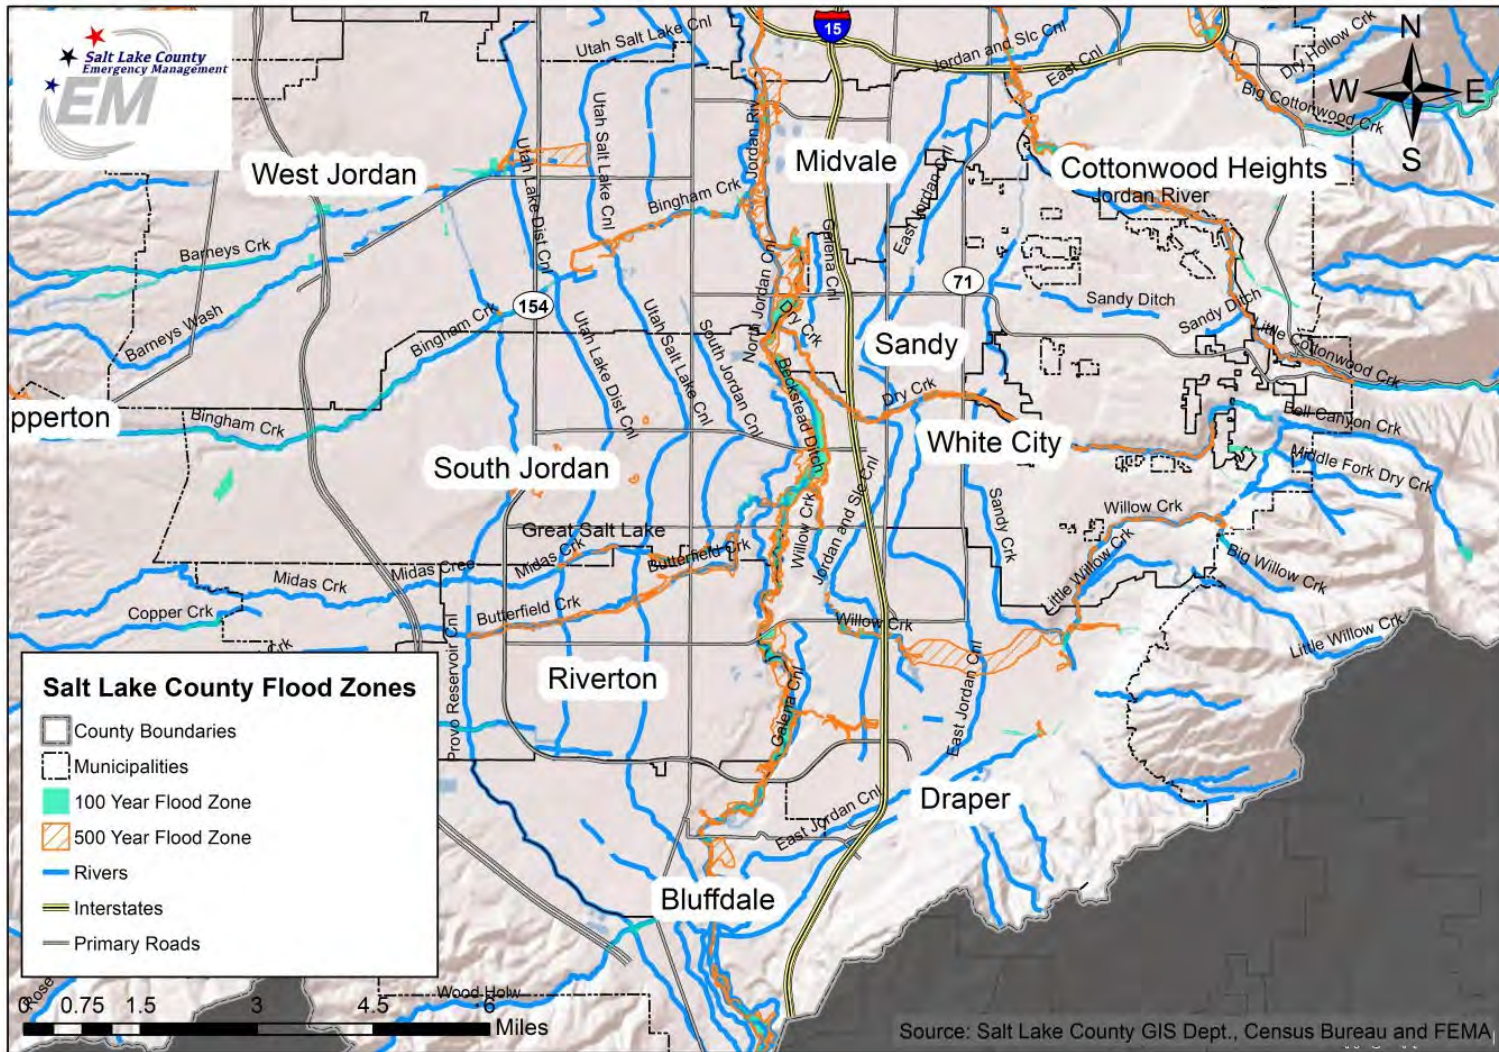 Salt Lake County
Emergency Management
EM
15
N
W
E
S
Utah Salt Lake Cnl
Jordan and Slc Cnl
East Cnl
Dry Hollow Crk
Big Cottonwood Crk
Utah Salt Lake Cnl
Jordan Riv
Midvale
Cottonwood Heights
Jordan River
West Jordan
Utah Lake Dist Cnl
Bingham Crk
East Jordan Cnl
East Jordan Cnl
Galena Cnl
Barneys Crk
North Jordan Cnl
71
154
Sandy Ditch
Sandy Ditch
Barneys Wash
Bingham Crk
Utah Lake Dist Cnl
Utah Salt Lake Cnl
South Jordan Cnl
Dry Crk
Sandy
Little Cottonwood Crk
Beckstead Ditch
Dry Crk
pperton
Bingham Crk
Bell Canyon Crk
White City
Middle Fork Dry Crk
South Jordan
Jordan and Slc Cnl
Sandy Crk
Willow Crk
Willow Crk
Great Salt Lake
Midas Crk
Butterfield Crk
Little Willow Crk
Big Willow Crk
Midas Cree
Midas Crk
Copper Crk
Butterfield Crk
Willow Crk
Little Willow Crk
Crk
Provo Reservoir Cnl
Riverton
Galena Cnl
East Jordan Cnl
Draper
East Jordan Cnl
Bluffdale
Salt Lake County Flood Zones
County Boundaries
Municipalities
100 Year Flood Zone
500 Year Flood Zone
Rivers
Interstates
Primary Roads
Rose
Wood Holw
0 0.75 1.5 3 4.5 6
Miles
Source: Salt Lake County GIS Dept., Census Bureau and FEMA